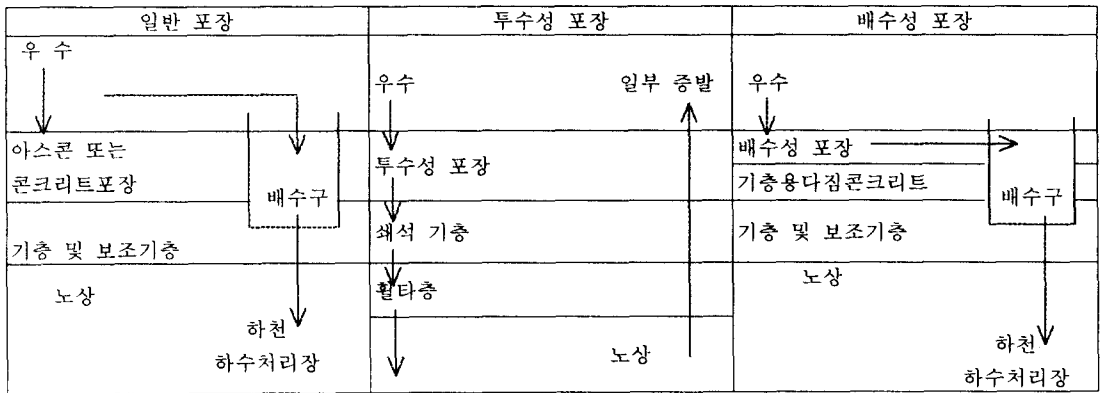 일반 포장
투수성 포장
배수성 포장
우 수
아스콘 또는
콘크리트포장
배수구
기층 및 보조기층
노상
하천
하수처리장
우수
일부 증발
투수성 포장
쇄석 기층
휠타층
노상
우수
배수성 포장
기층용다짐콘크리트
배수구
기층 및 보조기층
노상
하천
하수처리장